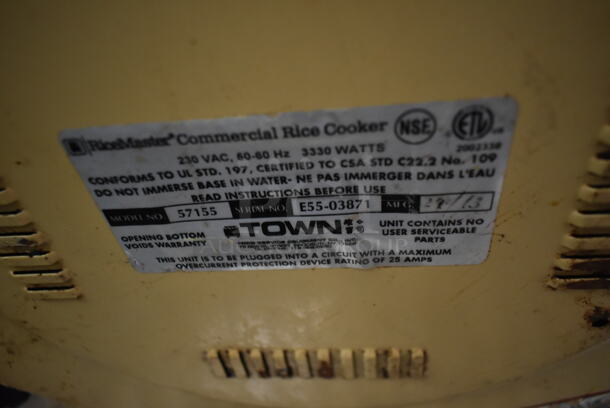 RiceMaster® Commercial Rice Cooker NSF ETL
230 VAC, 50-60 Hz 3330 WATTS 2002338
CONFORMS TO UL STD. 197, CERTIFIED TO CSA STD C22.2 No. 109
DO NOT IMMERSE BASE IN WATER- NE PAS IMMERGER DANS L'EAU
READ INSTRUCTIONS BEFORE USE
MODEL NO 57155 SERIAL NO E55-03871 MFG
OPENING BOTTOM VOIDS WARRANTY
TOWN
UNIT CONTAINS NO USER SERVICEABLE PARTS
THIS UNIT IS TO BE PLUGGED INTO A CIRCUIT WITH A MAXIMUM
OVERCURRENT PROTECTION DEVICE RATING OF 25 AMPS